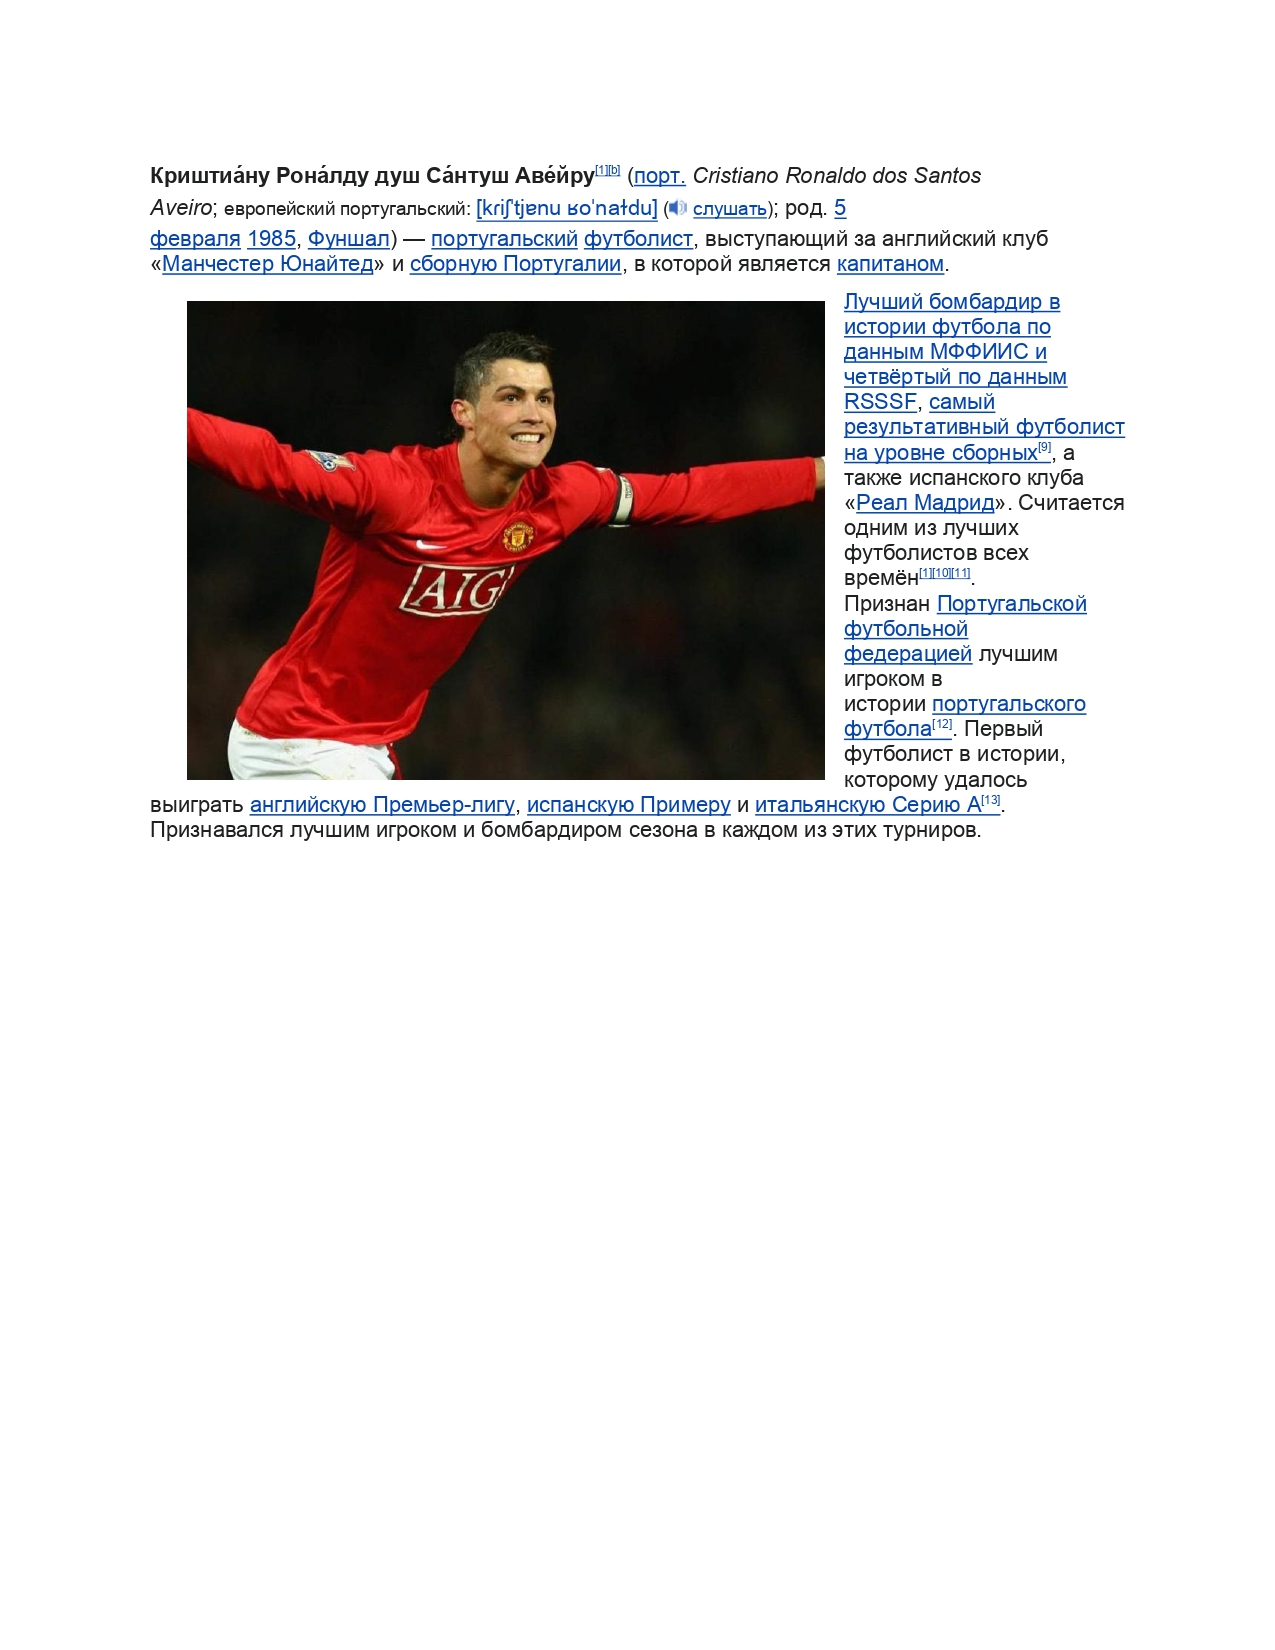 Криштиа́ну Рона́лду душ Са́нтуш Аве́йру[1][b] (порт. Cristiano Ronaldo dos Santos
Aveiro; европейский португальский: [kɾiʃˈtjɐnu ʁoˈnaɫdu] (слушать); род. 5
февраля 1985, Фуншал) — португальский футболист, выступающий за английский клуб
«Манчестер Юнайтед» и сборную Португалии, в которой является капитаном.
AIG
Лучший бомбардир в
истории футбола по
данным МФФИИС и
четвёртый по данным
RSSSF, самый
результативный футболист
на уровне сборных[9], а
также испанского клуба
«Реал Мадрид». Считается
одним из лучших
футболистов всех
времён[1][10][11].
Признан Португальской
футбольной
федерацией лучшим
игроком в
истории португальского
футбола[12]. Первый
футболист в истории,
которому удалось
выиграть английскую Премьер-лигу, испанскую Примеру и итальянскую Серию A[13].
Признавался лучшим игроком и бомбардиром сезона в каждом из этих турниров.